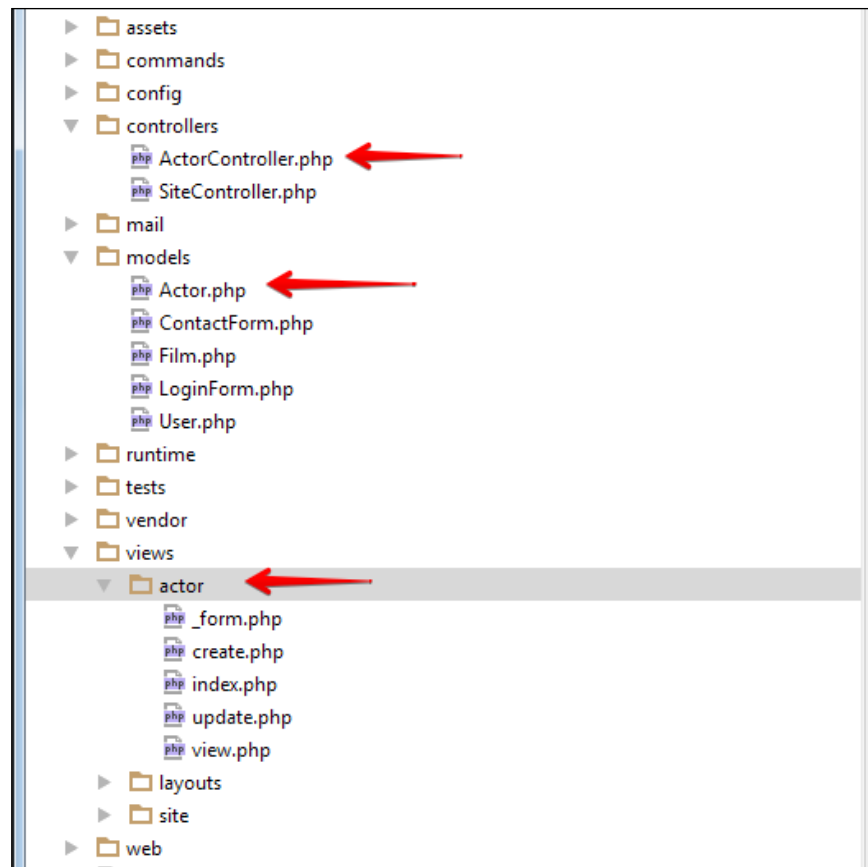 assets
commands
config
controllers
php ActorController.php
php SiteController.php
mail
models
php Actor.php
php ContactForm.php
php Film.php
php LoginForm.php
php User.php
runtime
tests
vendor
views
actor
php _form.php
php create.php
php index.php
php update.php
php view.php
layouts
site
web